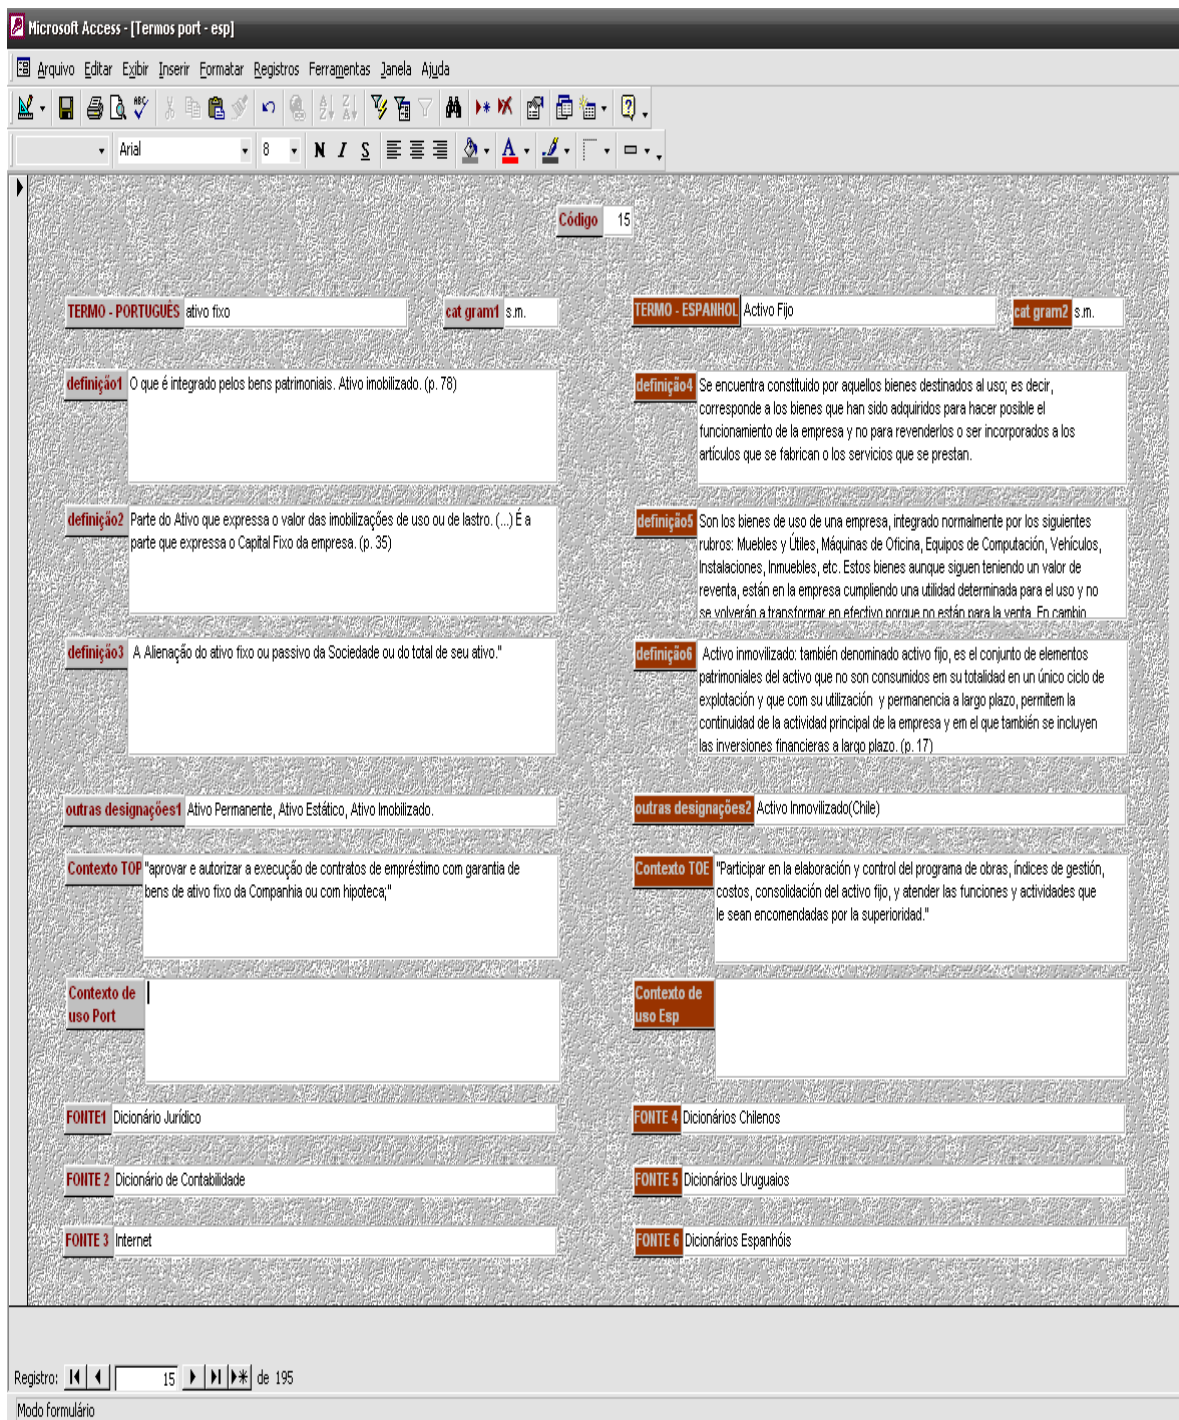 Microsoft Access - [Termos port - esp]
Arquivo Editar Exibir Inserir Formatar Registros Ferramentas Janela Ajuda
Arial 8 N I S
Código 15
TERMO - PORTUGUÊS ativo fixo cat gram1 s.m.
TERMO - ESPANHOL Activo Fijo cat gram2 s.m.
definição1 O que é integrado pelos bens patrimoniais. Ativo imobilizado. (p. 78)
definição4 Se encuentra constituido por aquellos bienes destinados al uso; es decir,
corresponde a los bienes que han sido adquiridos para hacer posible el
funcionamiento de la empresa y no para revenderlos o ser incorporados a los
artículos que se fabrican o los servicios que se prestan.
definição2 Parte do Ativo que expressa o valor das imobilizações de uso ou de lastro. (...) É a
parte que expressa o Capital Fixo da empresa. (p. 35)
definição5 Son los bienes de uso de una empresa, integrado normalmente por los siguientes
rubros: Muebles y Útiles, Máquinas de Oficina, Equipos de Computación, Vehículos,
Instalaciones, Inmuebles, etc. Estos bienes aunque siguen teniendo un valor de
reventa, están en la empresa cumpliendo una utilidad determinada para el uso y no
se volverán a transformar en efectivo porque no están para la venta. En cambio
definição3 A Alienação do ativo fixo ou passivo da Sociedade ou do total de seu ativo."
definição6 Activo inmovilizado: también denominado activo fijo, es el conjunto de elementos
patrimoniales del activo que no son consumidos em su totalidad en un único ciclo de
explotación y que com su utilización y permanencia a largo plazo, permitem la
continuidad de la actividad principal de la empresa y em el que también se incluyen
las inversiones financieras a largo plazo. (p. 17)
outras designações1 Ativo Permanente, Ativo Estático, Ativo Imobilizado.
outras designações2 Activo Inmovilizado(Chile)
Contexto TOP "aprovar e autorizar a execução de contratos de empréstimo com garantia de
bens de ativo fixo da Companhia ou com hipoteca;"
Contexto TOE "Participar en la elaboración y control del programa de obras, índices de gestión,
costos, consolidación del activo fijo, y atender las funciones y actividades que
le sean encomendadas por la superioridad."
Contexto de
uso Port
Contexto de
uso Esp
FONTE1 Dicionário Jurídico
FONTE 4 Dicionários Chilenos
FONTE 2 Dicionário de Contabilidade
FONTE 5 Dicionários Uruguaios
FONTE 3 Internet
FONTE 6 Dicionários Espanhóis
Registro: 15 de 195
Modo formulário